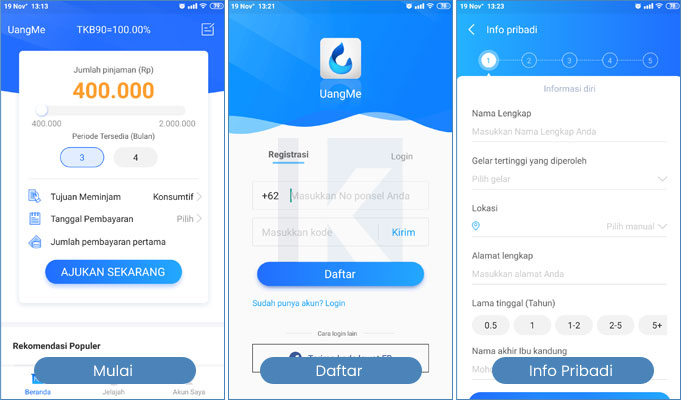 19 Nov' 13:13
UangMe
TKB90=100.00%
Jumlah pinjaman (Rp)
400.000
400.000
2.000.000
Periode Tersedia (Bulan)
3
4
Tujuan Meminjam
Konsumtif
Tanggal Pembayaran
Pilih
Jumlah pembayaran pertama
AJUKAN SEKARANG
Rekomendasi Populer
Mulai
Beranda
Jelajah
Akun Saya
19 Nov' 13:21
UangMe
Registrasi
Login
+62
Masukkan No ponsel Anda
Masukkan kode
Kirim
Daftar
Sudah punya akun? Login
Cara login lain
Daftar
19 Nov' 13:23
Info pribadi
1
2
3
4
5
Informasi diri
Nama Lengkap
Masukkan Nama Lengkap Anda
Gelar tertinggi yang diperoleh
Pilih gelar
Lokasi
Pilih manual
Alamat lengkap
Masukkan alamat Anda
Lama tinggal (Tahun)
0.5
1
1-2
2-5
5+
Nama akhir Ibu kandung
Info Pribadi